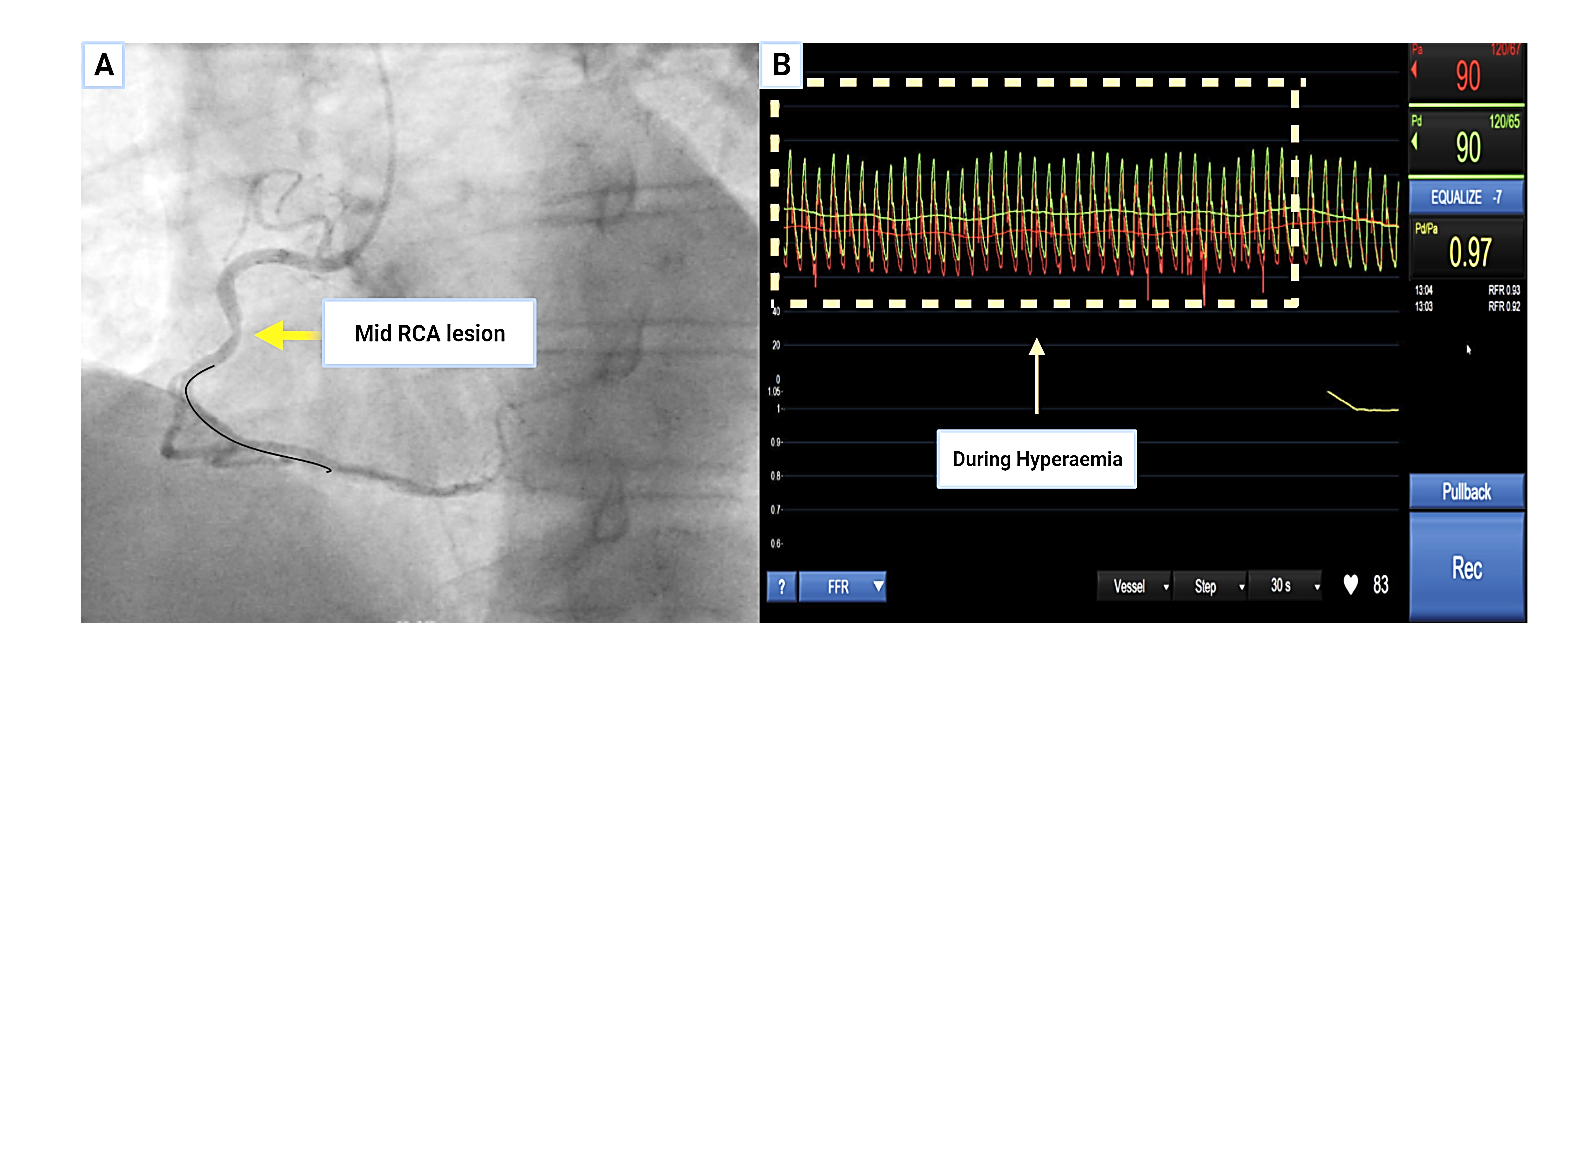 A
Mid RCA lesion
B
During Hyperaemia
40
20
0
1.05
1
0.9
0.8
0.7
0.6
?
FFR
Vessel
Step
30 s
83
Pa
120/67
90
Pd
120/65
90
EQUALIZE -7
Pd/Pa
0.97
13:04 RFR 0.93
13:03 RFR 0.92
Pullback
Rec